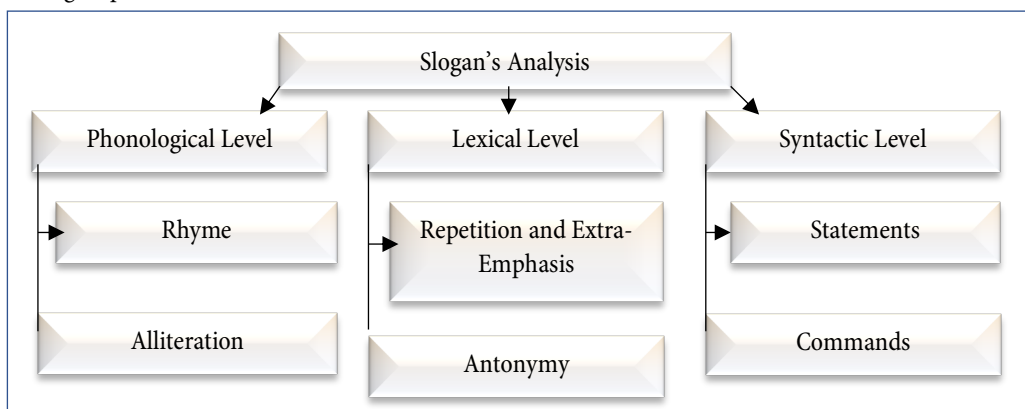 Slogan’s Analysis
Phonological Level
Lexical Level
Syntactic Level
Rhyme
Repetition and Extra-
Emphasis
Statements
Alliteration
Antonymy
Commands